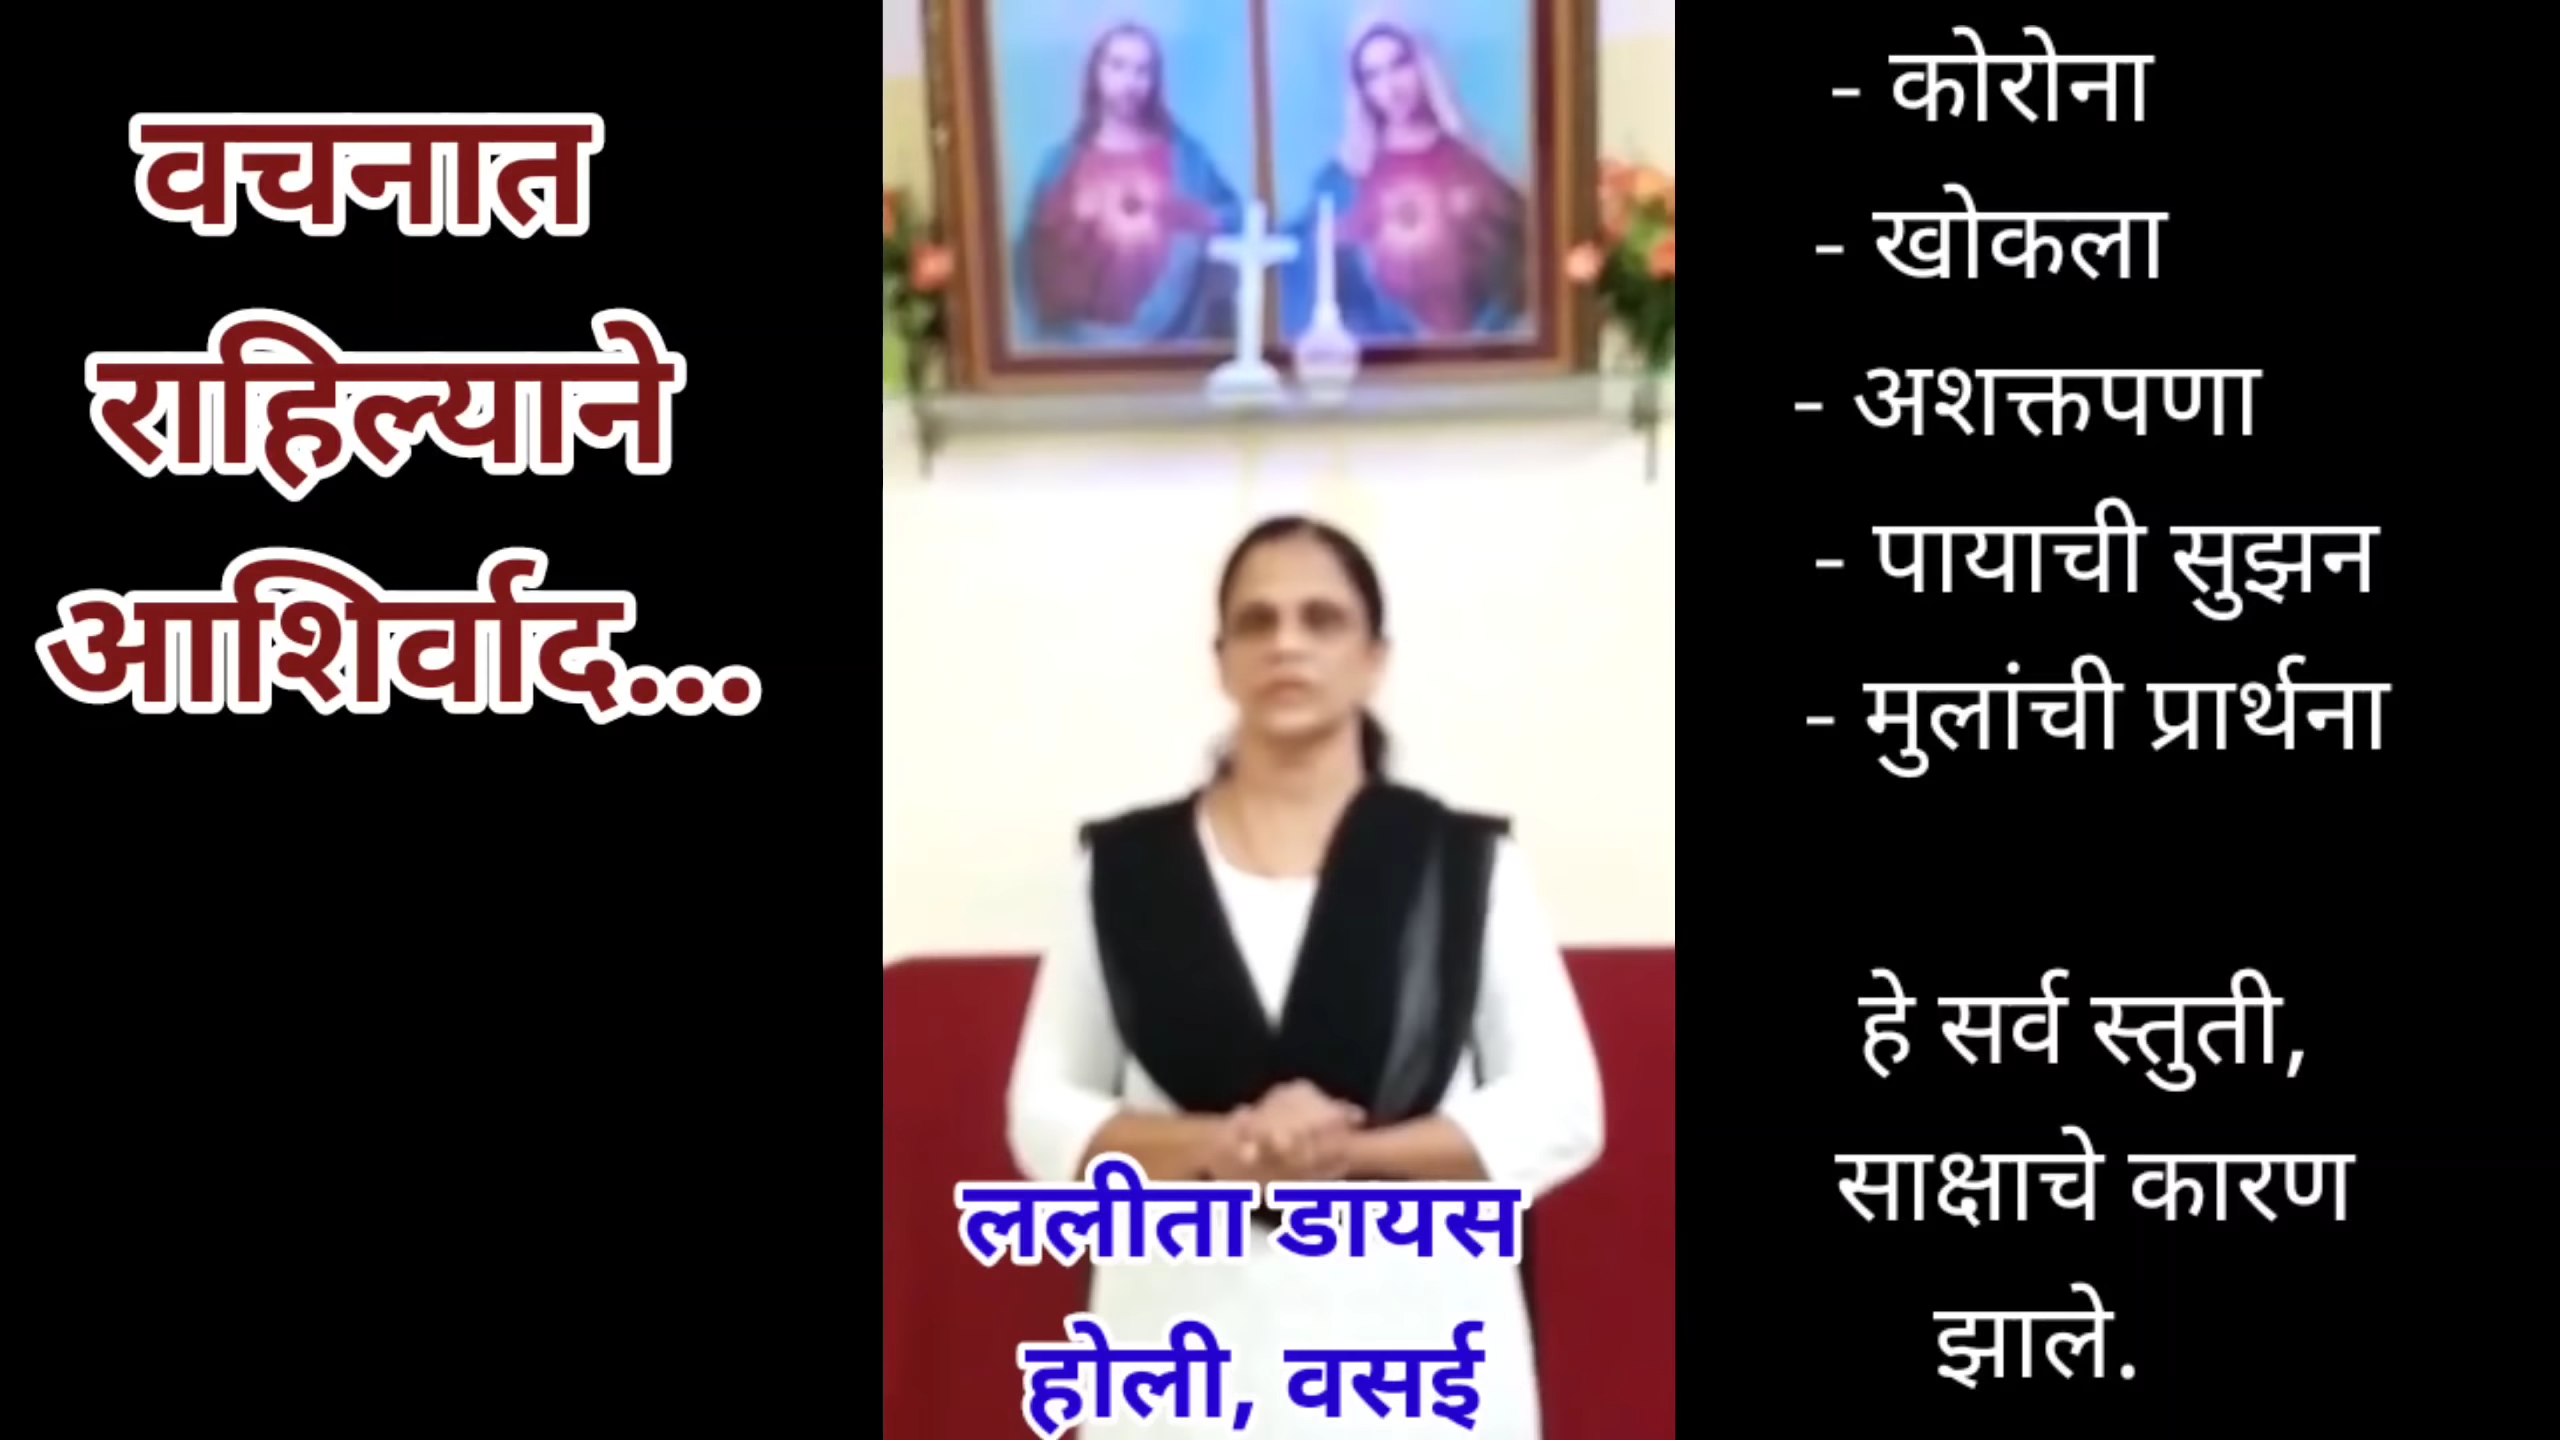 वचनात
राहिल्याने
आशिर्वाद...
ललीता डायस
होली, वसई
- कोरोना
- खोकला
- अशक्तपणा
- पायाची सुझन
- मुलांची प्रार्थना
हे सर्व स्तुती,
साक्षाचे कारण
झाले.